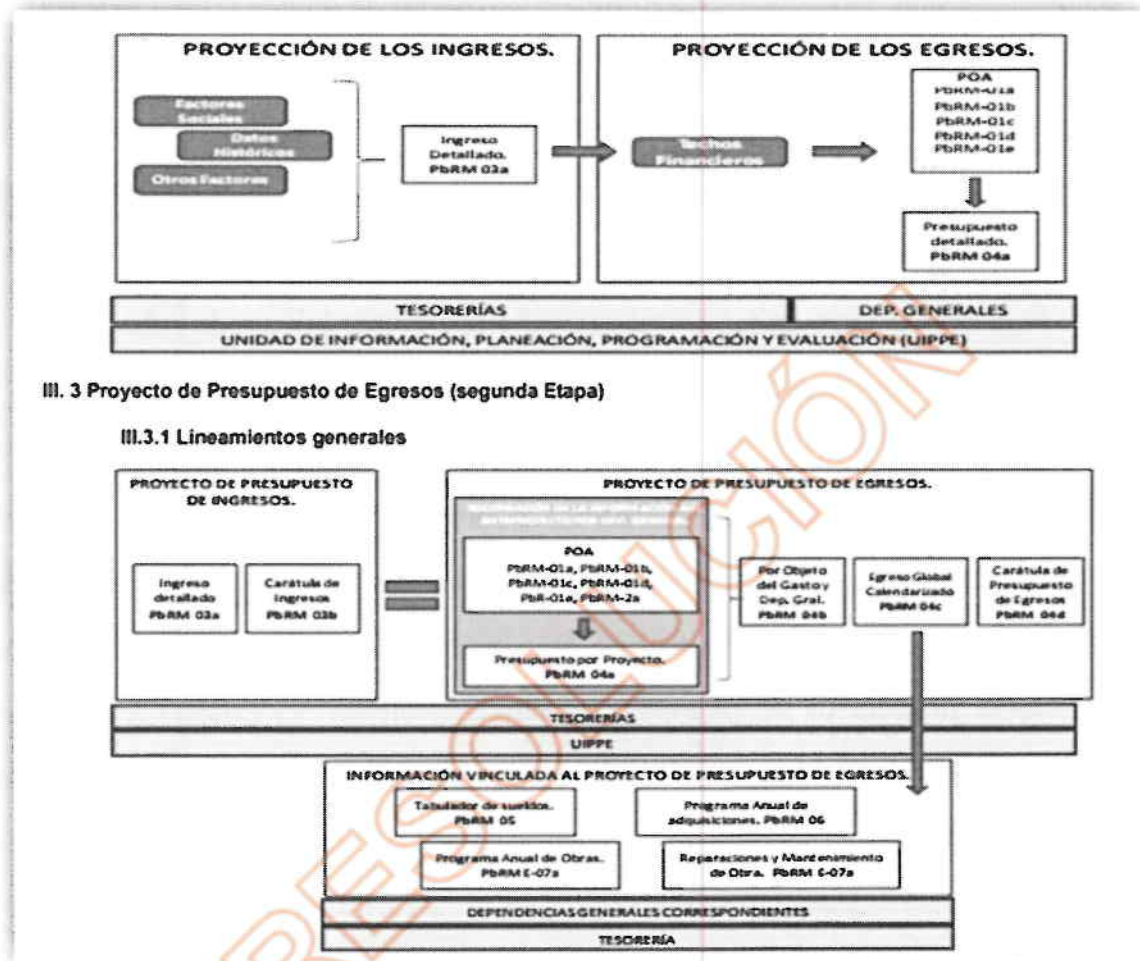 PROYECCIÓN DE LOS INGRESOS.
Factores
Sociales
Datos
Históricos
Otros Factores
Ingreso
Detallado.
PbRM 03a
PROYECCIÓN DE LOS EGRESOS.
Techos
Financieros
POA
PbRM-01a
PbRM-01b
PbRM-01c
PbRM-01d
PbRM-01e
Presupuesto
detallado.
PbRM 04a
TESORERÍAS
DEP. GENERALES
UNIDAD DE INFORMACIÓN, PLANEACIÓN, PROGRAMACIÓN Y EVALUACIÓN (UIPPE)
III. 3 Proyecto de Presupuesto de Egresos (segunda Etapa)
III.3.1 Lineamientos generales
PROYECTO DE PRESUPUESTO
DE INGRESOS.
Ingreso
detallado
PbRM 03a
Carátula de
Ingresos
PbRM 03b
PROYECTO DE PRESUPUESTO DE EGRESOS.
POA
PbRM-01a, PbRM-01b,
PbRM-01c, PbRM-01d,
PbR-01e, PbRM-2a
Presupuesto por Proyecto.
PbRM 04a
Por Objeto
del Gasto y
Dep. Gral.
PbRM 04b
Egreso Global
Calendarizado
PbRM 04c
Carátula de
Presupuesto
de Egresos
PbRM 04d
TESORERÍAS
UIPPE
INFORMACIÓN VINCULADA AL PROYECTO DE PRESUPUESTO DE EGRESOS.
Tabulador de sueldos.
PbRM 05
Programa Anual de
adquisiciones. PbRM 06
Programa Anual de Obras.
PbRM E-07a
Reparaciones y Mantenimiento
de Obra. PbRM E-07a
DEPENDENCIAS GENERALES CORRESPONDIENTES
TESORERÍA
RESOLUCIÓN